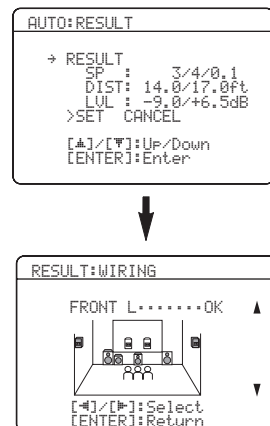 AUTO:RESULT
→ RESULT
SP : 3/4/0.1
DIST: 14.0/17.0ft
LVL : -9.0/+6.5dB
>SET CANCEL
[▲]/[▼]:Up/Down
[ENTER]:Enter
RESULT:WIRING
FRONT L·······OK
[◄]/[►]:Select
[ENTER]:Return